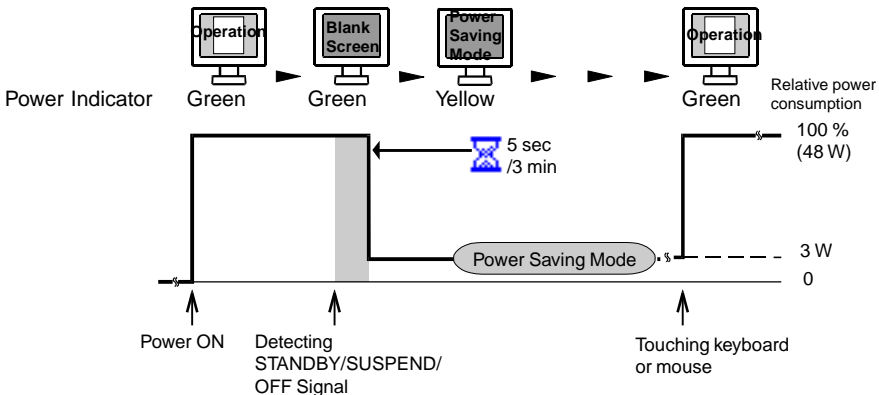 Operation
Blank
Screen
Power
Saving
Mode
Operation
Power Indicator
Green
Green
Yellow
Green
Relative power
consumption
100 %
(48 W)
5 sec
/3 min
Power Saving Mode
3 W
0
Power ON
Detecting
STANDBY/SUSPEND/
OFF Signal
Touching keyboard
or mouse